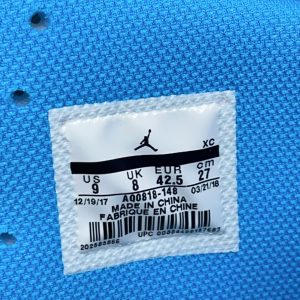 XC
US UK EUR cm
9 8 42.5 27
12/19/17 AQ0818-148 03/21/18
MADE IN CHINA
FABRIQUE EN CHINE